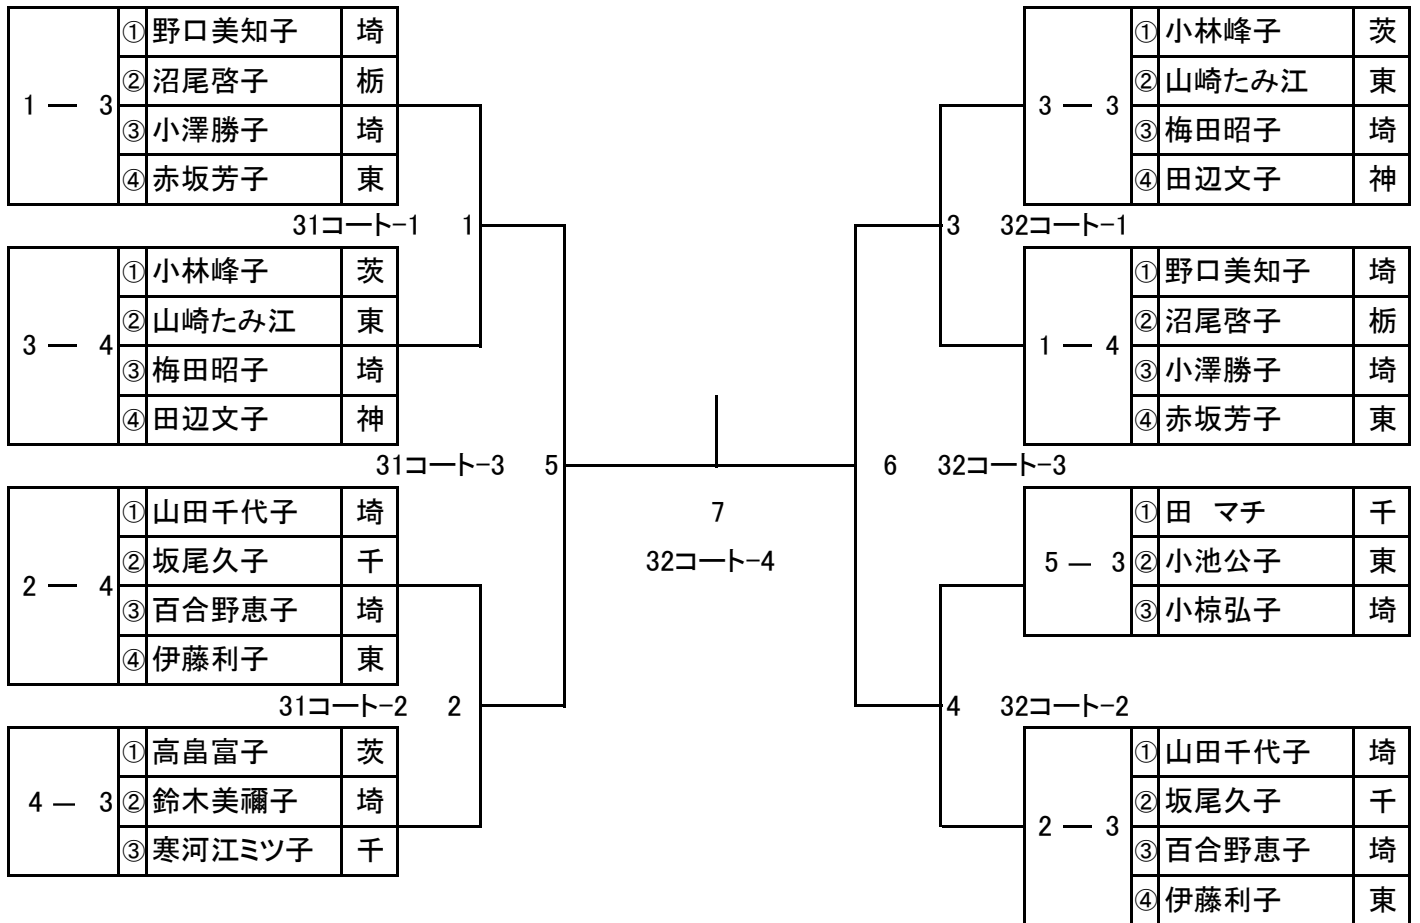 ① 野口美知子 埼
② 沼尾啓子 栃
1 ― 3
③ 小澤勝子 埼
④ 赤坂芳子 東
31コート-1 1
① 小林峰子 茨
② 山崎たみ江 東
3 ― 4
③ 梅田昭子 埼
④ 田辺文子 神
31コート-3 5
① 山田千代子 埼
② 坂尾久子 千
2 ― 4
③ 百合野恵子 埼
④ 伊藤利子 東
31コート-2 2
① 高畠富子 茨
4 ― 3 ② 鈴木美禰子 埼
③ 寒河江ミツ子 千
7
32コート-4
① 小林峰子 茨
② 山崎たみ江 東
3 ― 3
③ 梅田昭子 埼
④ 田辺文子 神
3 32コート-1
① 野口美知子 埼
② 沼尾啓子 栃
1 ― 4
③ 小澤勝子 埼
④ 赤坂芳子 東
6 32コート-3
① 田 マチ 千
5 ― 3 ② 小池公子 東
③ 小椋弘子 埼
4 32コート-2
① 山田千代子 埼
② 坂尾久子 千
2 ― 3
③ 百合野恵子 埼
④ 伊藤利子 東